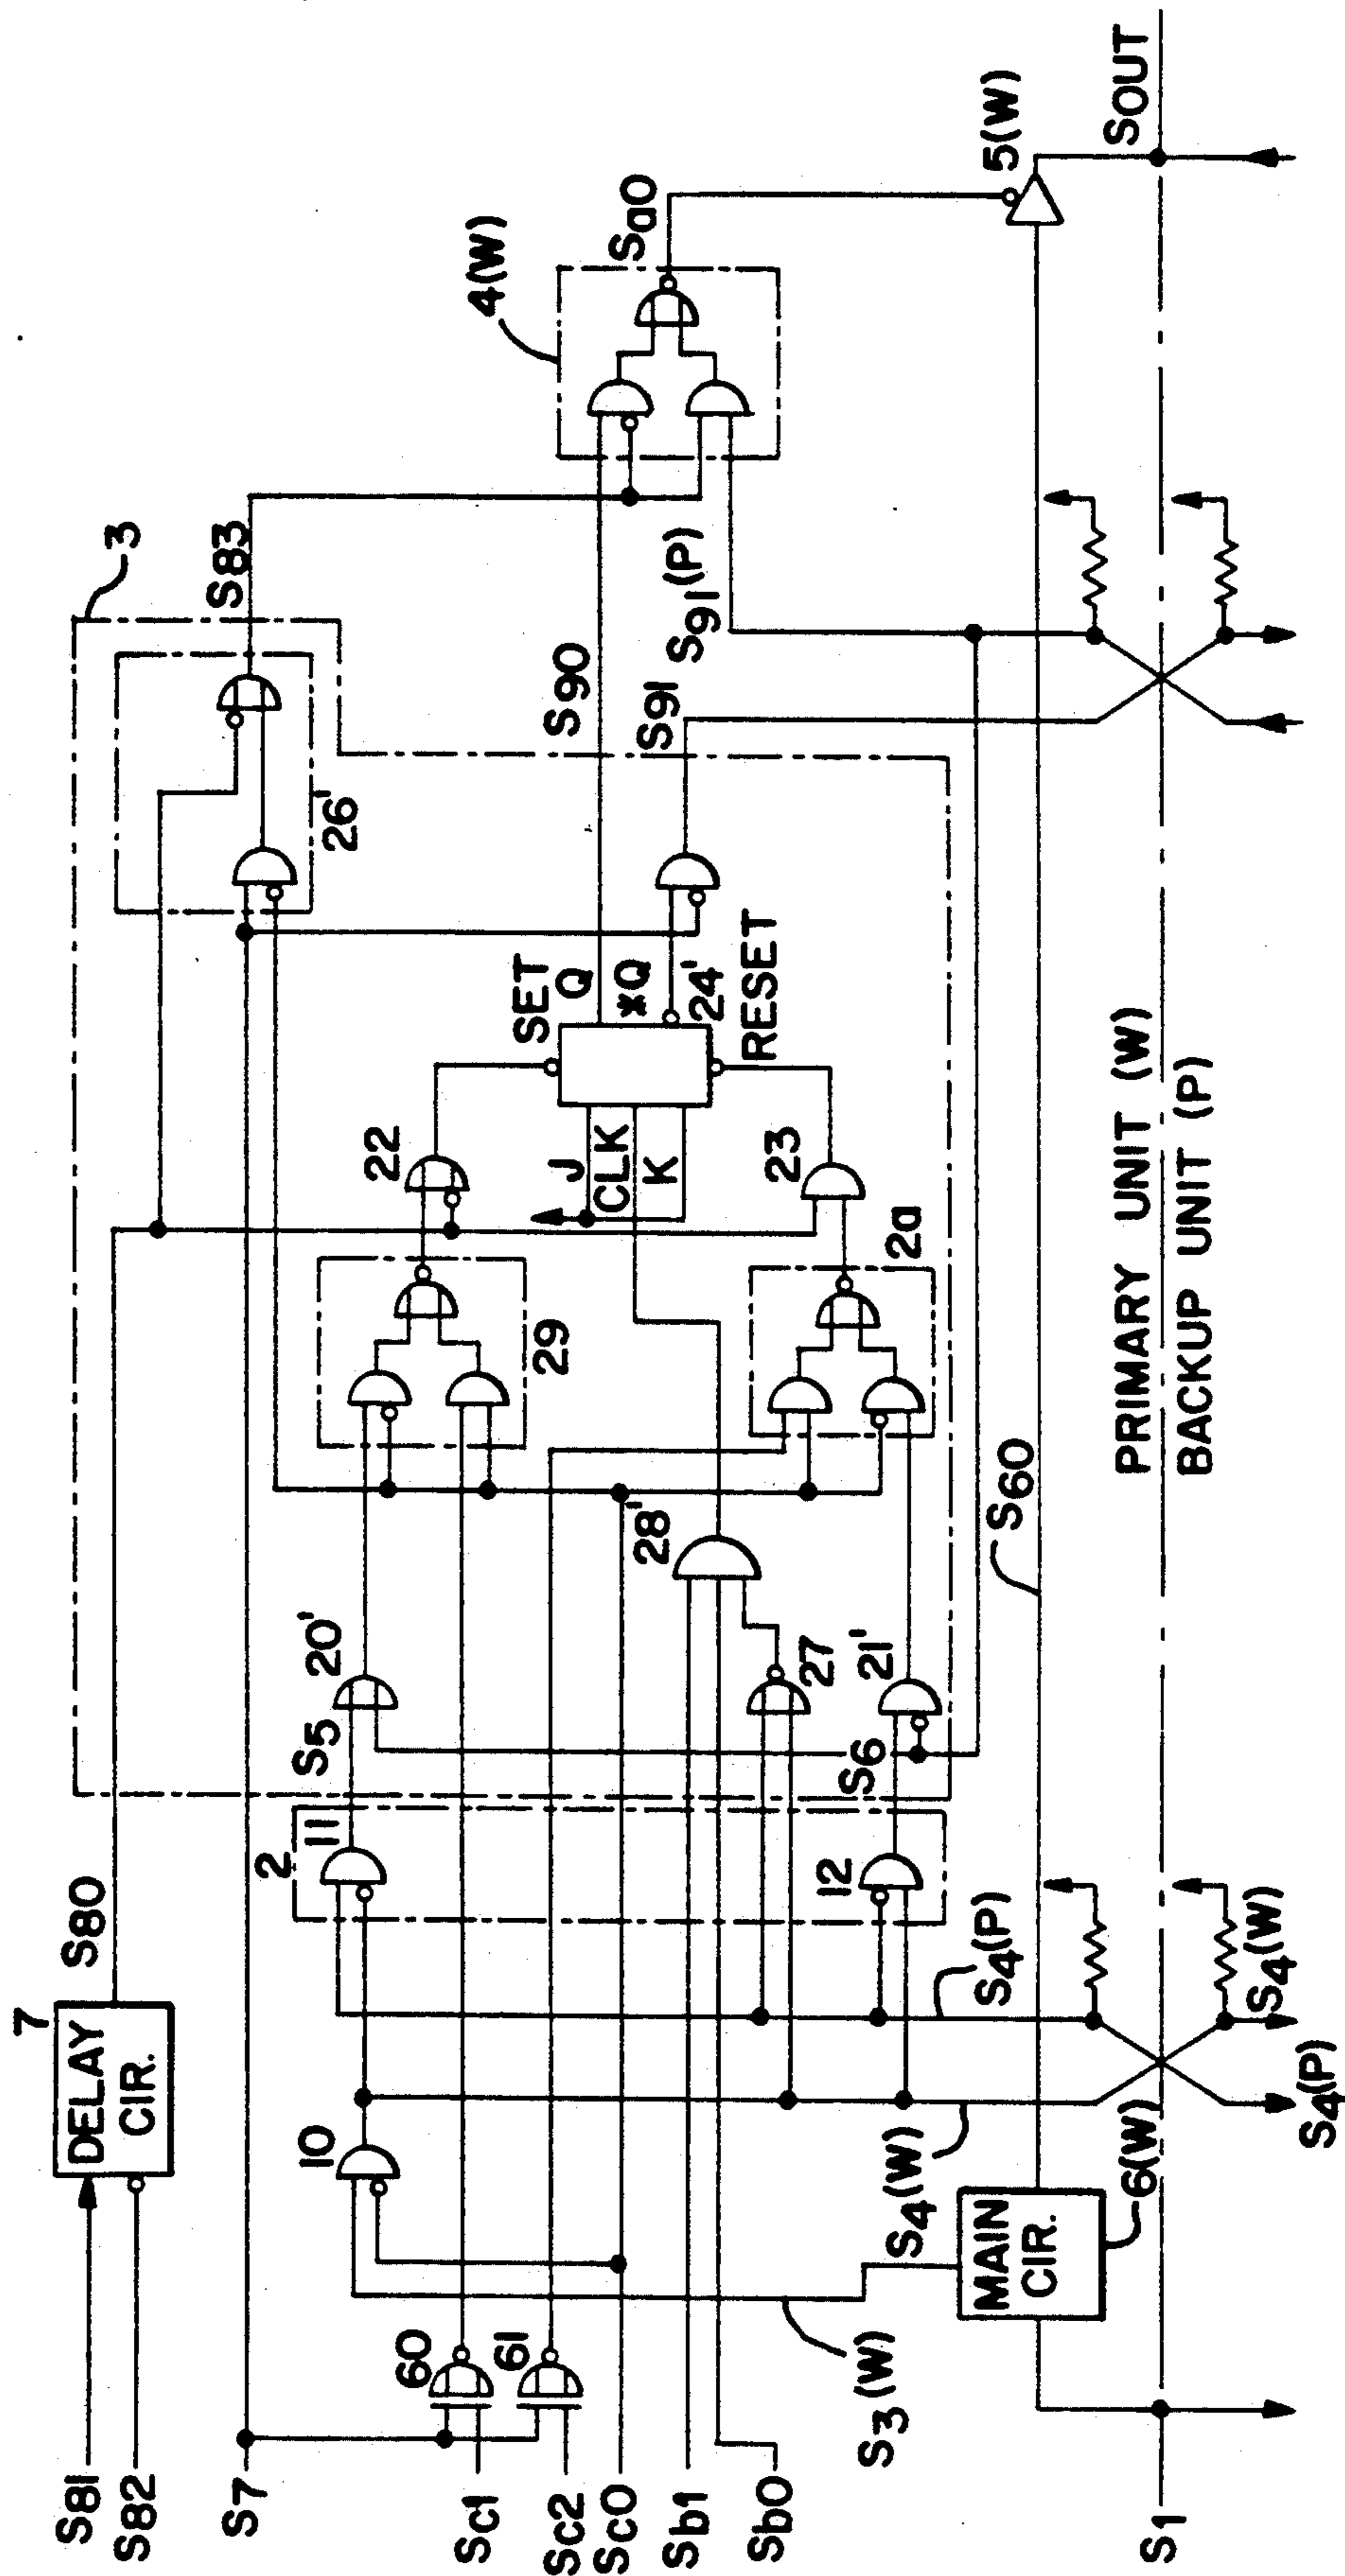 S81
S82
S7
Sc1
Sc2
Sc0
Sb1
Sb0
S1
7
DELAY
CIR.
S80
60
61
10
S3(W)
MAIN
CIR.
6(W)
S4(W)
S4(P)
S4(P)
S4(W)
2
11
12
S5
S6
20'
21'
27
28'
29
2a
22
23
J
CLK
K
SET
Q
*Q
24'
RESET
26'
3
S83
S90
S91
S91(P)
4(W)
Sa0
5(W)
S60
SOUT
PRIMARY UNIT (W)
BACKUP UNIT (P)